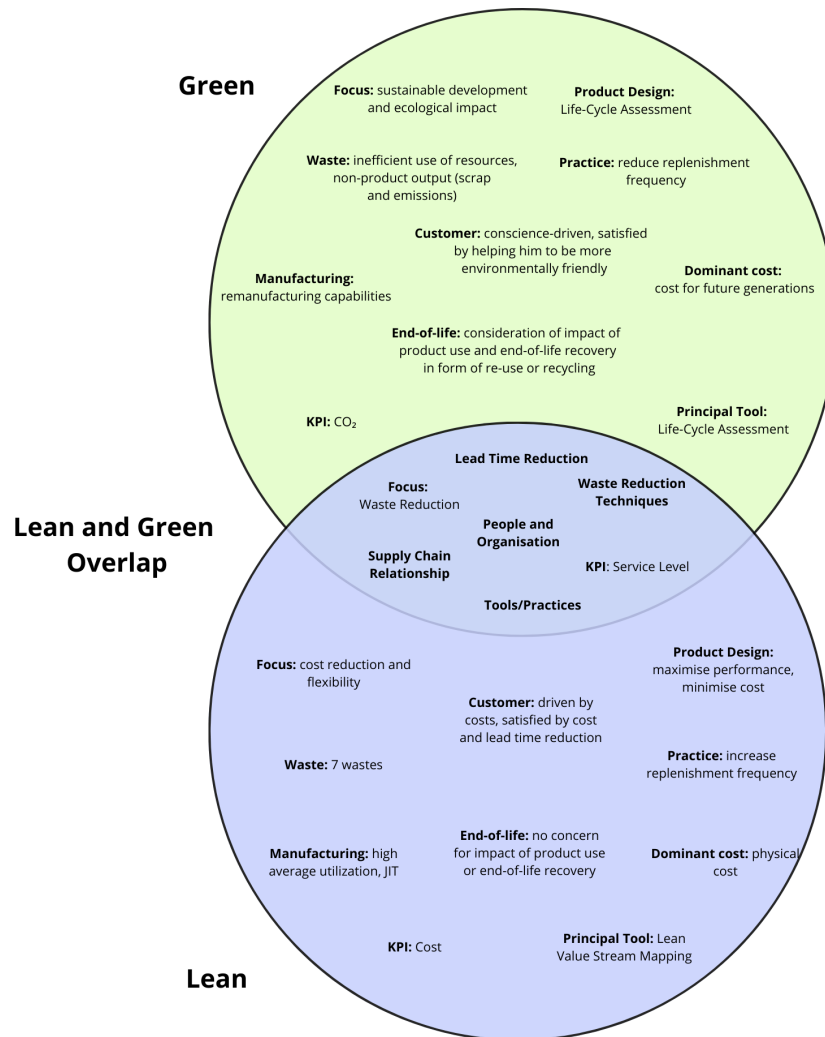 Green
Focus: sustainable development
and ecological impact
Product Design:
Life-Cycle Assessment
Waste: inefficient use of resources,
non-product output (scrap
and emissions)
Practice: reduce replenishment
frequency
Customer: conscience-driven, satisfied
by helping him to be more
environmentally friendly
Manufacturing:
remanufacturing capabilities
Dominant cost:
cost for future generations
End-of-life: consideration of impact of
product use and end-of-life recovery
in form of re-use or recycling
KPI: CO₂
Principal Tool:
Life-Cycle Assessment
Lean and Green
Overlap
Lead Time Reduction
Focus:
Waste Reduction
Waste Reduction
Techniques
People and
Organisation
Supply Chain
Relationship
KPI: Service Level
Tools/Practices
Focus: cost reduction and
flexibility
Product Design:
maximise performance,
minimise cost
Customer: driven by
costs, satisfied by cost
and lead time reduction
Waste: 7 wastes
Practice: increase
replenishment frequency
Manufacturing: high
average utilization, JIT
End-of-life: no concern
for impact of product use
or end-of-life recovery
Dominant cost: physical
cost
KPI: Cost
Principal Tool: Lean
Value Stream Mapping
Lean